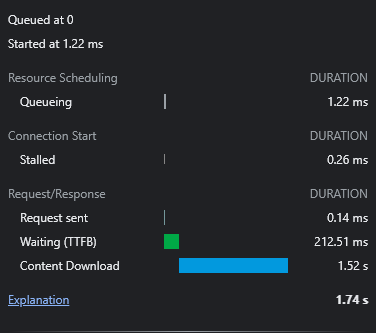 Queued at 0
Started at 1.22 ms
Resource Scheduling DURATION
Queueing 1.22 ms
Connection Start DURATION
Stalled 0.26 ms
Request/Response DURATION
Request sent 0.14 ms
Waiting (TTFB) 212.51 ms
Content Download 1.52 s
Explanation 1.74 s